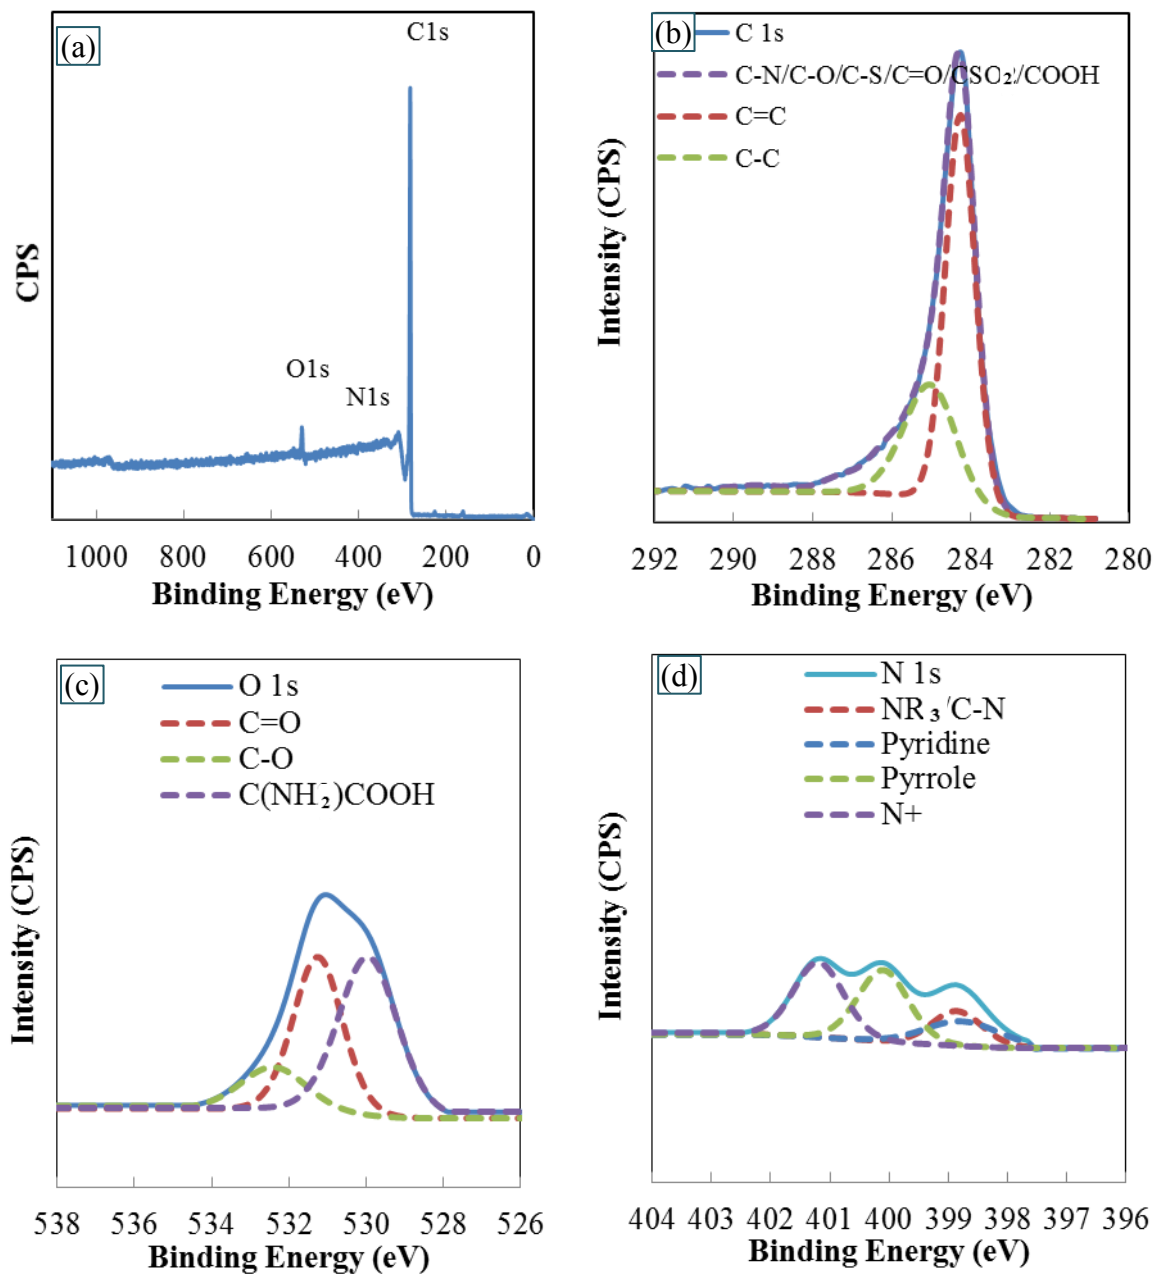 (a)
C1s
O1s
N1s
CPS
1000 800 600 400 200 0
Binding Energy (eV)
(b)
C 1s
C-N/C-O/C-S/C=O/CSO₂/COOH
C=C
C-C
Intensity (CPS)
292 290 288 286 284 282 280
Binding Energy (eV)
(c)
O 1s
C=O
C-O
C(NH₂)COOH
Intensity (CPS)
538 536 534 532 530 528 526
Binding Energy (eV)
(d)
N 1s
NR₃/C-N
Pyridine
Pyrrole
N+
Intensity (CPS)
404 403 402 401 400 399 398 397 396
Binding Energy (eV)